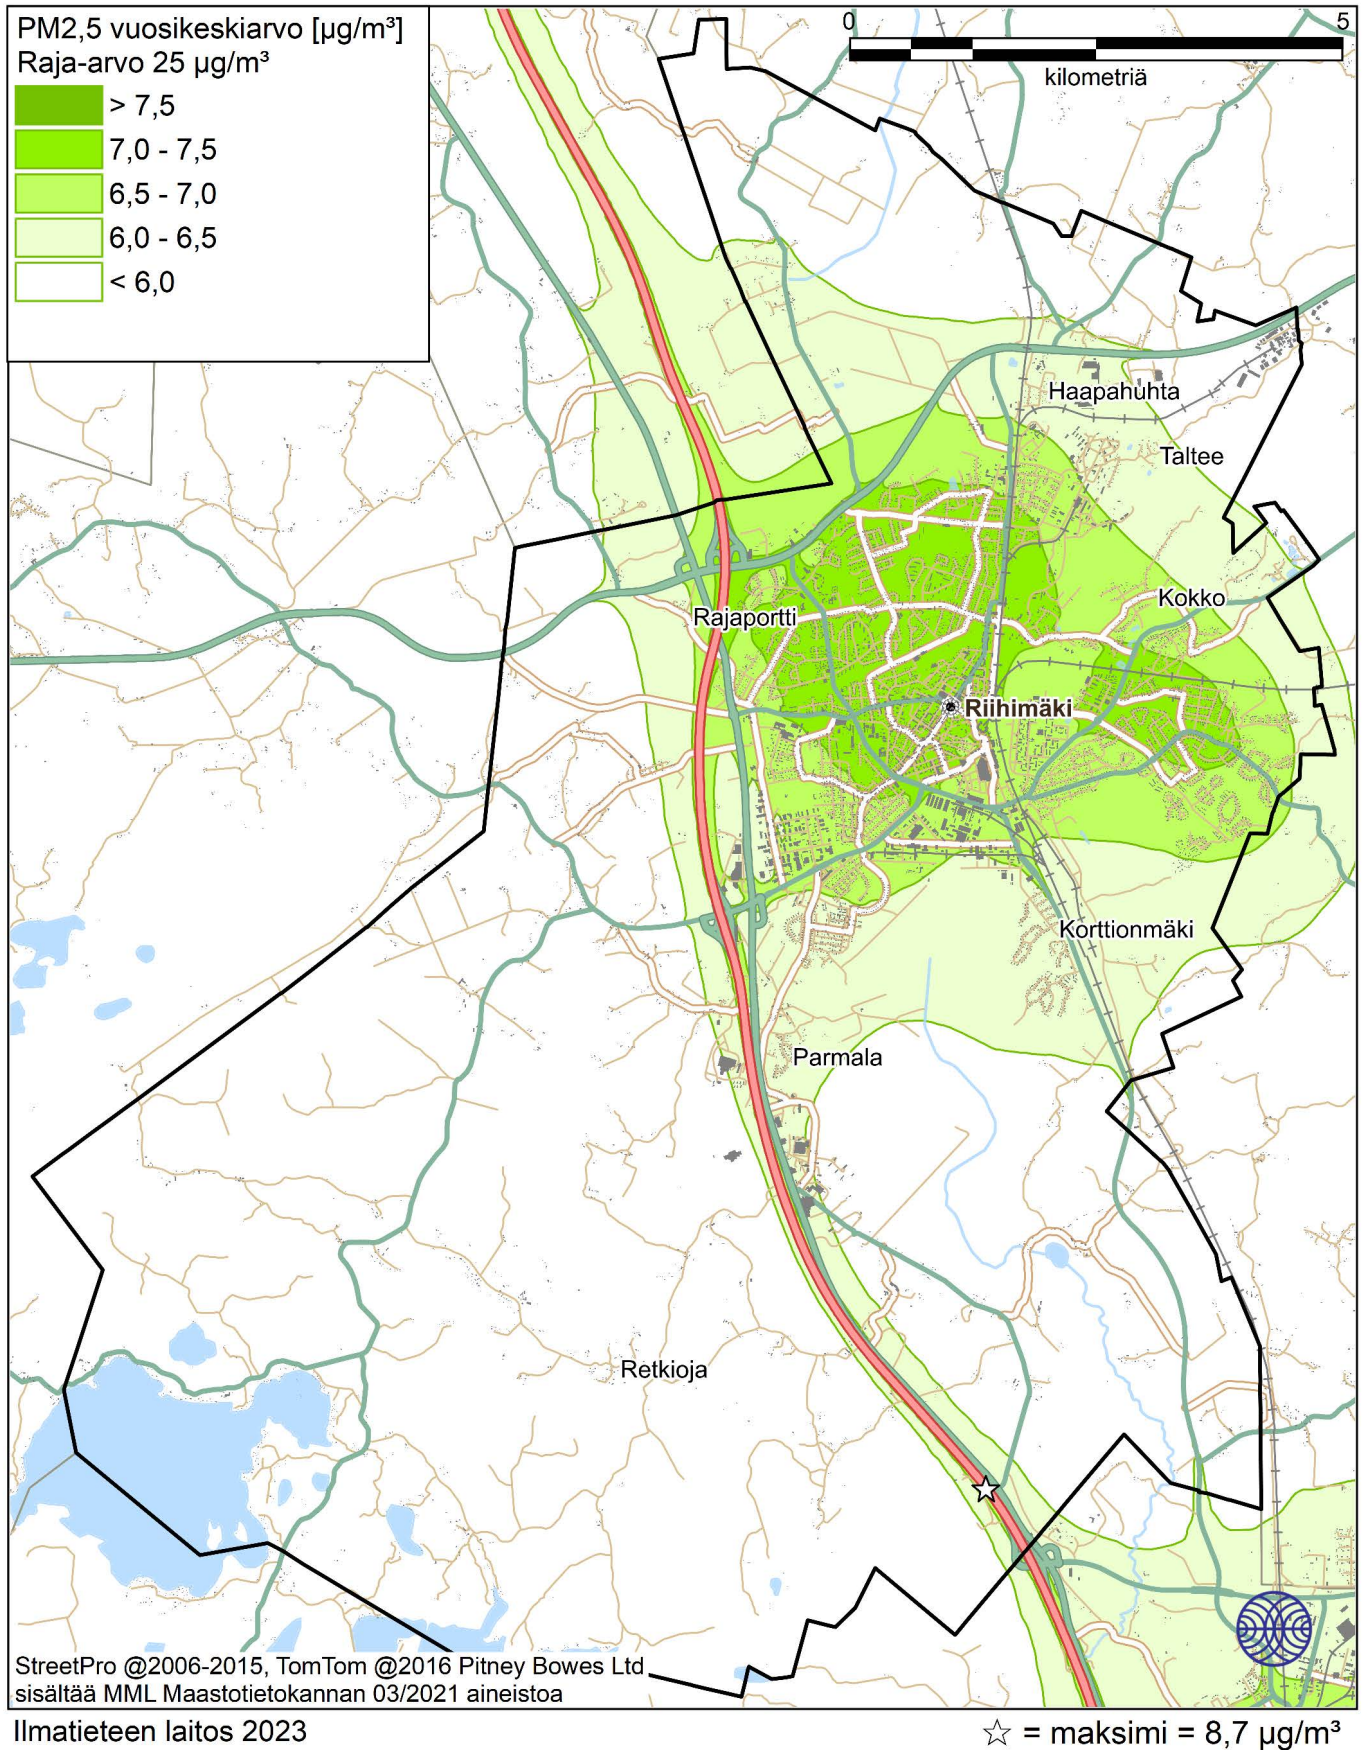 PM2,5 vuosikeskiarvo [µg/m³]
Raja-arvo 25 µg/m³
> 7,5
7,0 - 7,5
6,5 - 7,0
6,0 - 6,5
< 6,0
0 5
kilometriä
Haapahuhta
Taltee
Kokko
Rajaportti
Riihimäki
Korttionmäki
Parmala
Retkioja
StreetPro @2006-2015, TomTom @2016 Pitney Bowes Ltd
sisältää MML Maastotietokannan 03/2021 aineistoa
Ilmatieteen laitos 2023
☆ = maksimi = 8,7 µg/m³